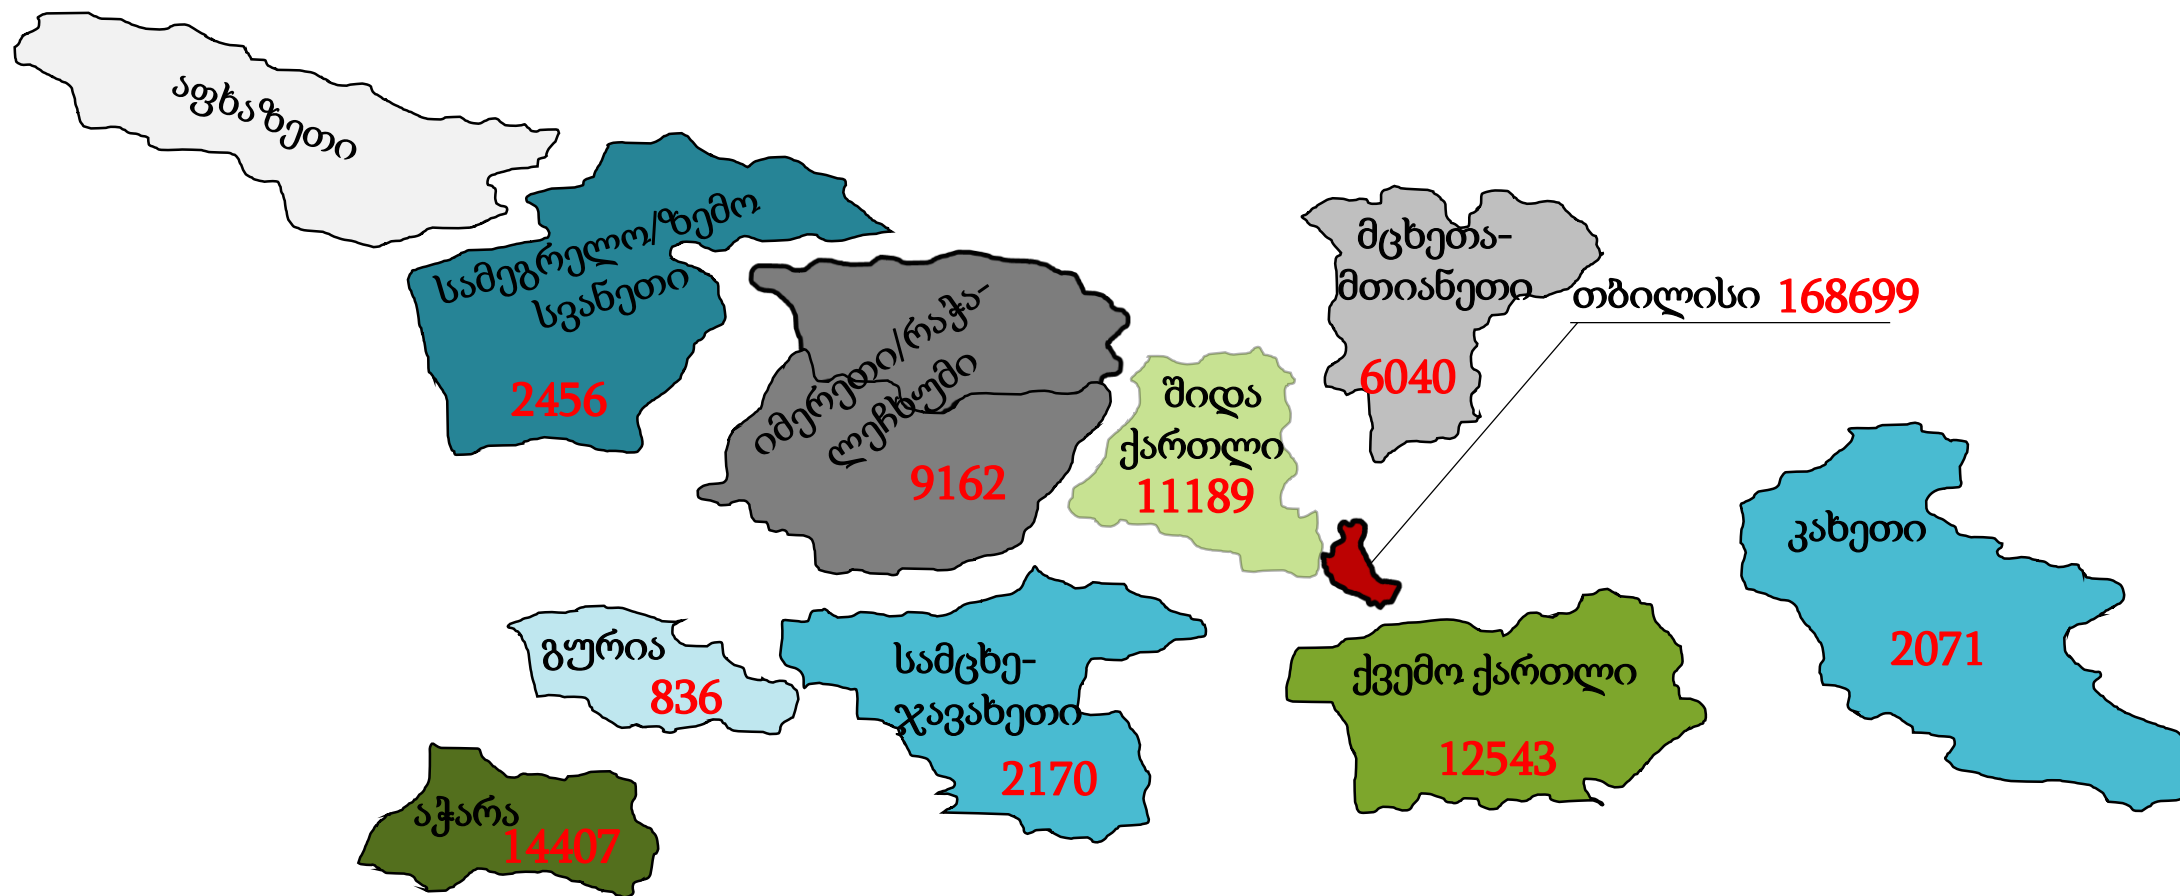 აფხაზეთი
სამეგრელო/ზემო
სვანეთი
2456
იმერეთი/რაჭა-
ლეჩხუმი
9162
შიდა
ქართლი
11189
მცხეთა-
მთიანეთი
6040
თბილისი 168699
კახეთი
2071
გურია
836
სამცხე-
ჯავახეთი
2170
ქვემო ქართლი
12543
აჭარა
14407